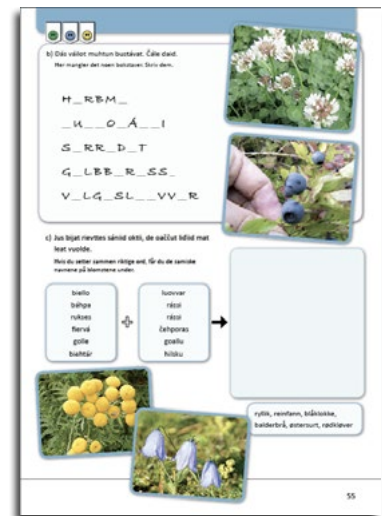 b) Dás váilot muhtun bustávat. Čále daid.
Her mangler det noen bokstaver. Skriv dem.
H_RBM_
_U__O_Á__I
S_RR_D_T
G_LBB_R_SS_
V_LG_SL__VV_R
c) Jus bijat rievttes sániid oktii, de oaččut lidiid mat
leat vuolde.
Hvis du setter sammen riktige ord, får du de samiske
navnene på blomstene under.
biello
báhpa
rukses
fiervá
golle
biehtár
+
luovvar
rássi
rássi
čehporas
goallu
hilsku
ryllik, reinfann, blåklokke,
balderbrå, østersurt, rødkløver
55